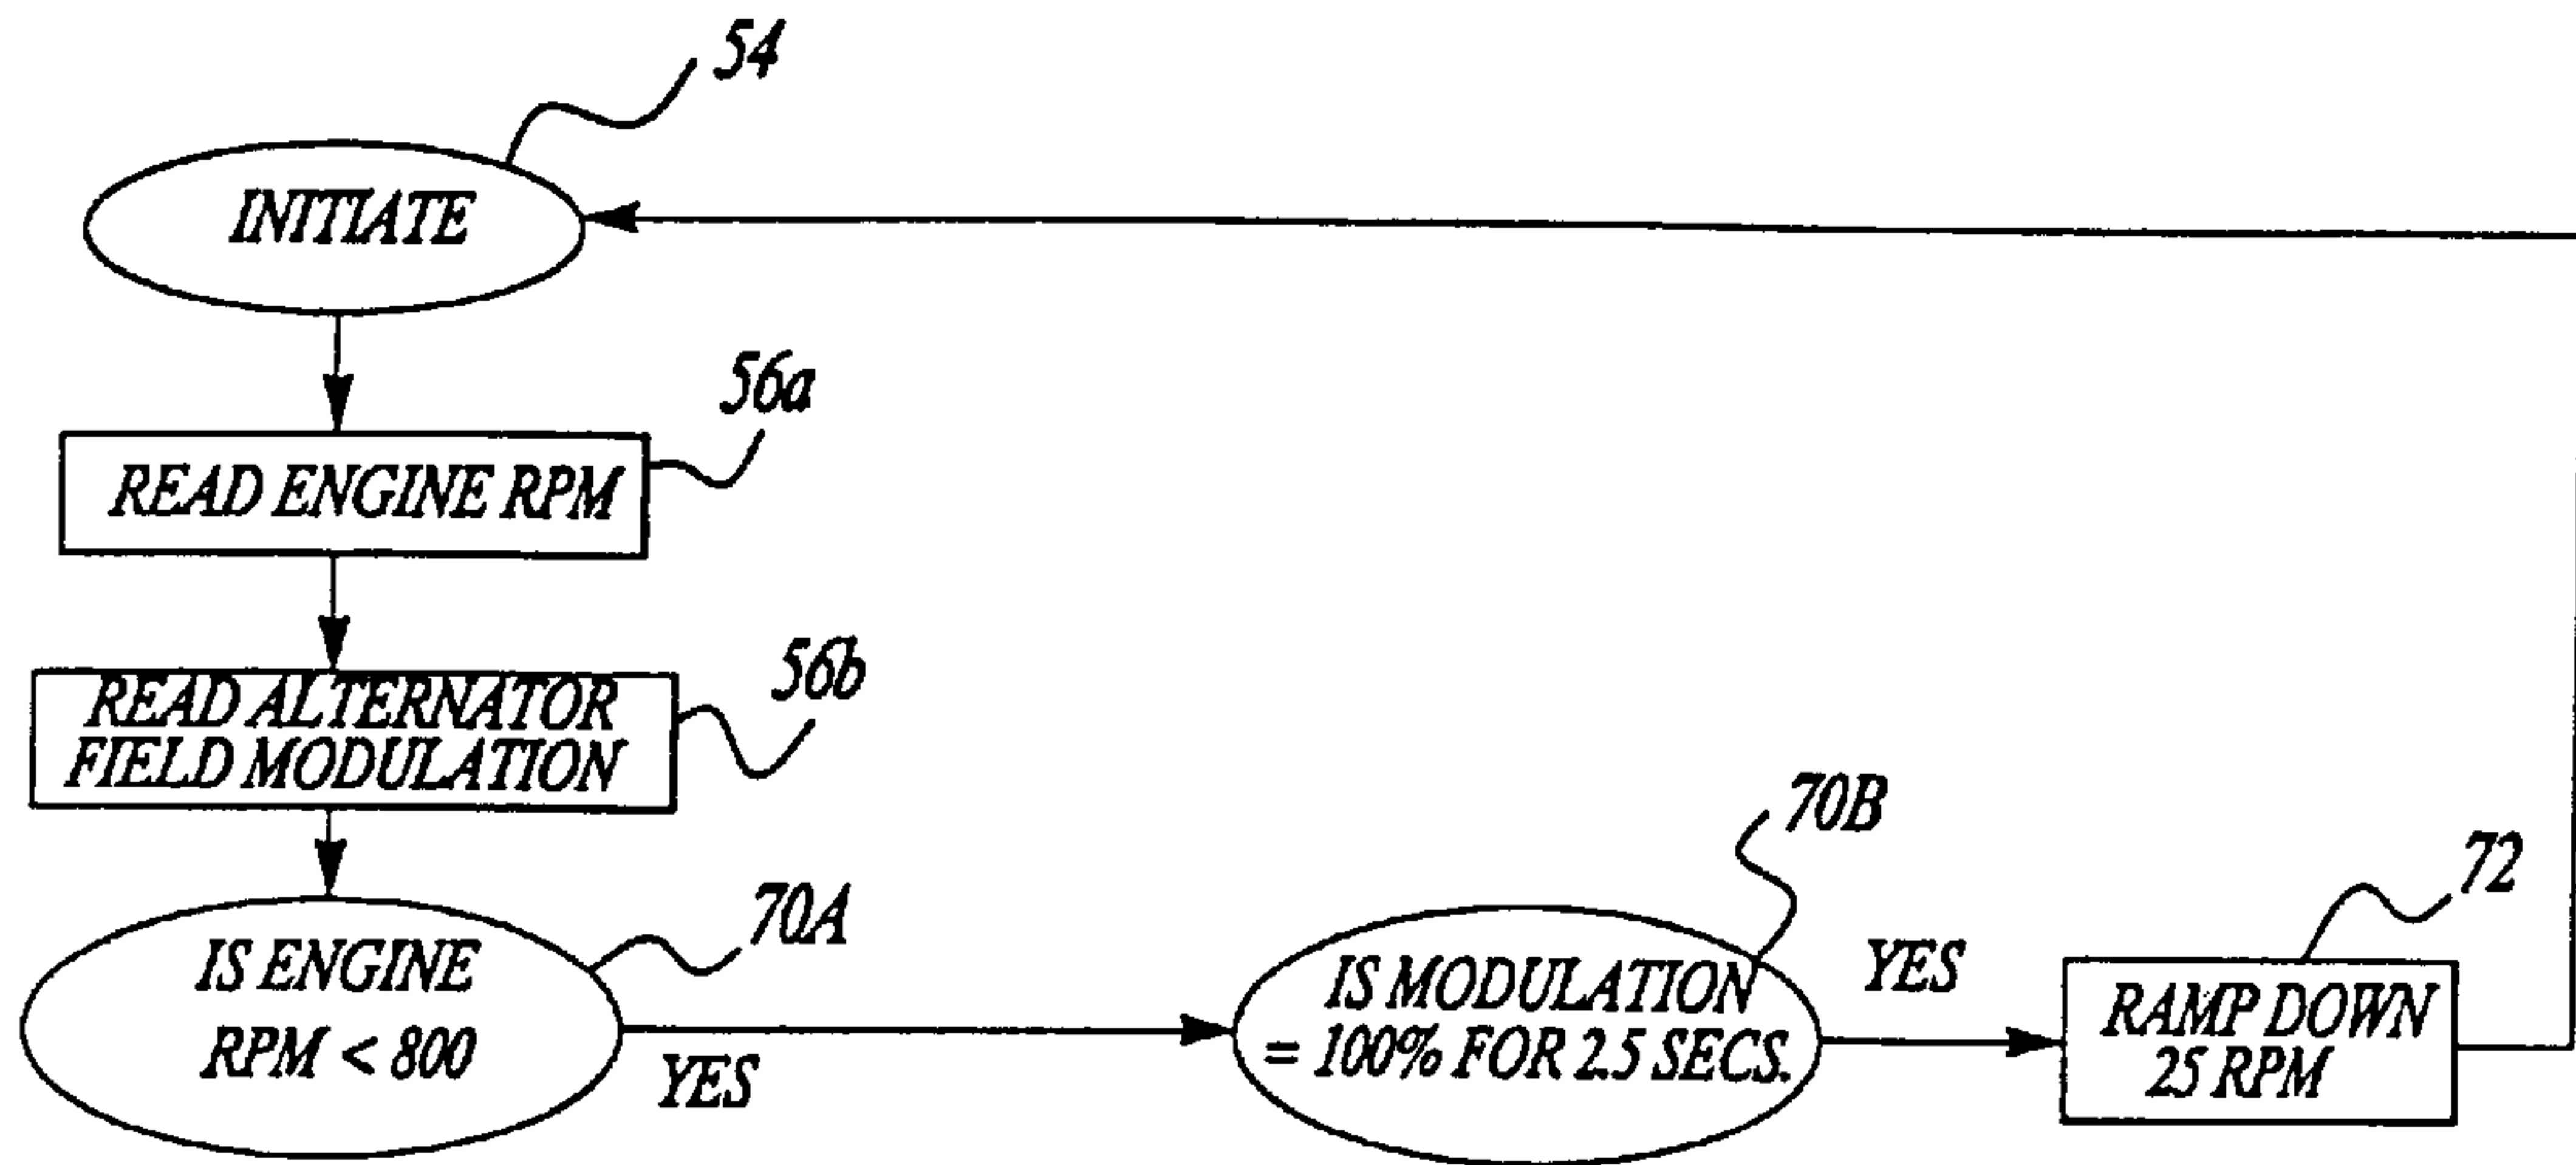 54
INITIATE
56a
READ ENGINE RPM
56b
READ ALTERNATOR
FIELD MODULATION
70A
IS ENGINE
RPM < 800
YES
70B
IS MODULATION
= 100% FOR 2.5 SECS.
YES
72
RAMP DOWN
25 RPM